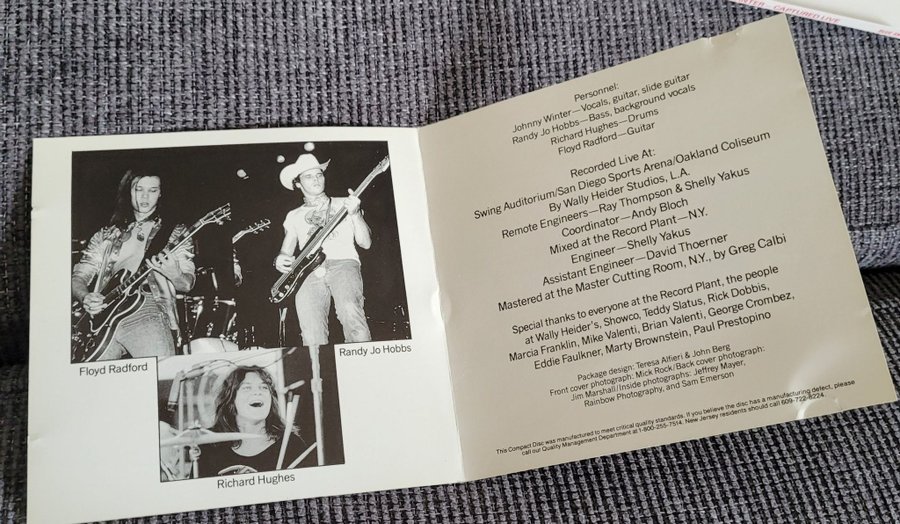 WINTER CAPTURED LIVE
Floyd Radford
Randy Jo Hobbs
Richard Hughes
Personnel:
Johnny Winter—Vocals, guitar, slide guitar
Randy Jo Hobbs—Bass, background vocals
Richard Hughes—Drums
Floyd Radford—Guitar
Recorded Live At:
Swing Auditorium/San Diego Sports Arena/Oakland Coliseum
By Wally Heider Studios, L.A.
Remote Engineers—Ray Thompson & Shelly Yakus
Coordinator—Andy Bloch
Mixed at the Record Plant—N.Y.
Engineer—Shelly Yakus
Assistant Engineer—David Thoerner
Mastered at the Master Cutting Room, N.Y., by Greg Calbi
Special thanks to everyone at the Record Plant, the people
at Wally Heider's, Showco, Teddy Slatus, Rick Dobbis,
Marcia Franklin, Mike Valenti, Brian Valenti, George Crombez,
Eddie Faulkner, Marty Brownstein, Paul Prestopino
Package design: Teresa Alfieri & John Berg
Front cover photograph: Mick Rock/Back cover photograph:
Jim Marshall/Inside photographs: Jeffrey Mayer,
Rainbow Photography, and Sam Emerson
This Compact Disc was manufactured to meet critical quality standards. If you believe the disc has a manufacturing defect, please
call our Quality Management Department at 1-800-255-7514. New Jersey residents should call 609-722-8224.